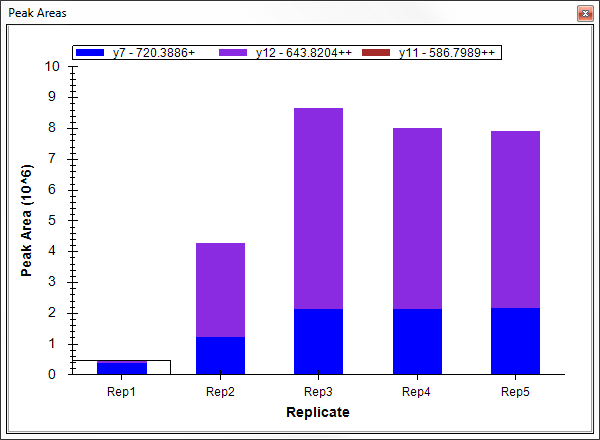 Peak Areas
y7 - 720.3886+ y12 - 643.8204++ y11 - 586.7989++
10
9
8
7
6
5
4
3
2
1
0
Peak Area (10^6)
Rep1 Rep2 Rep3 Rep4 Rep5
Replicate